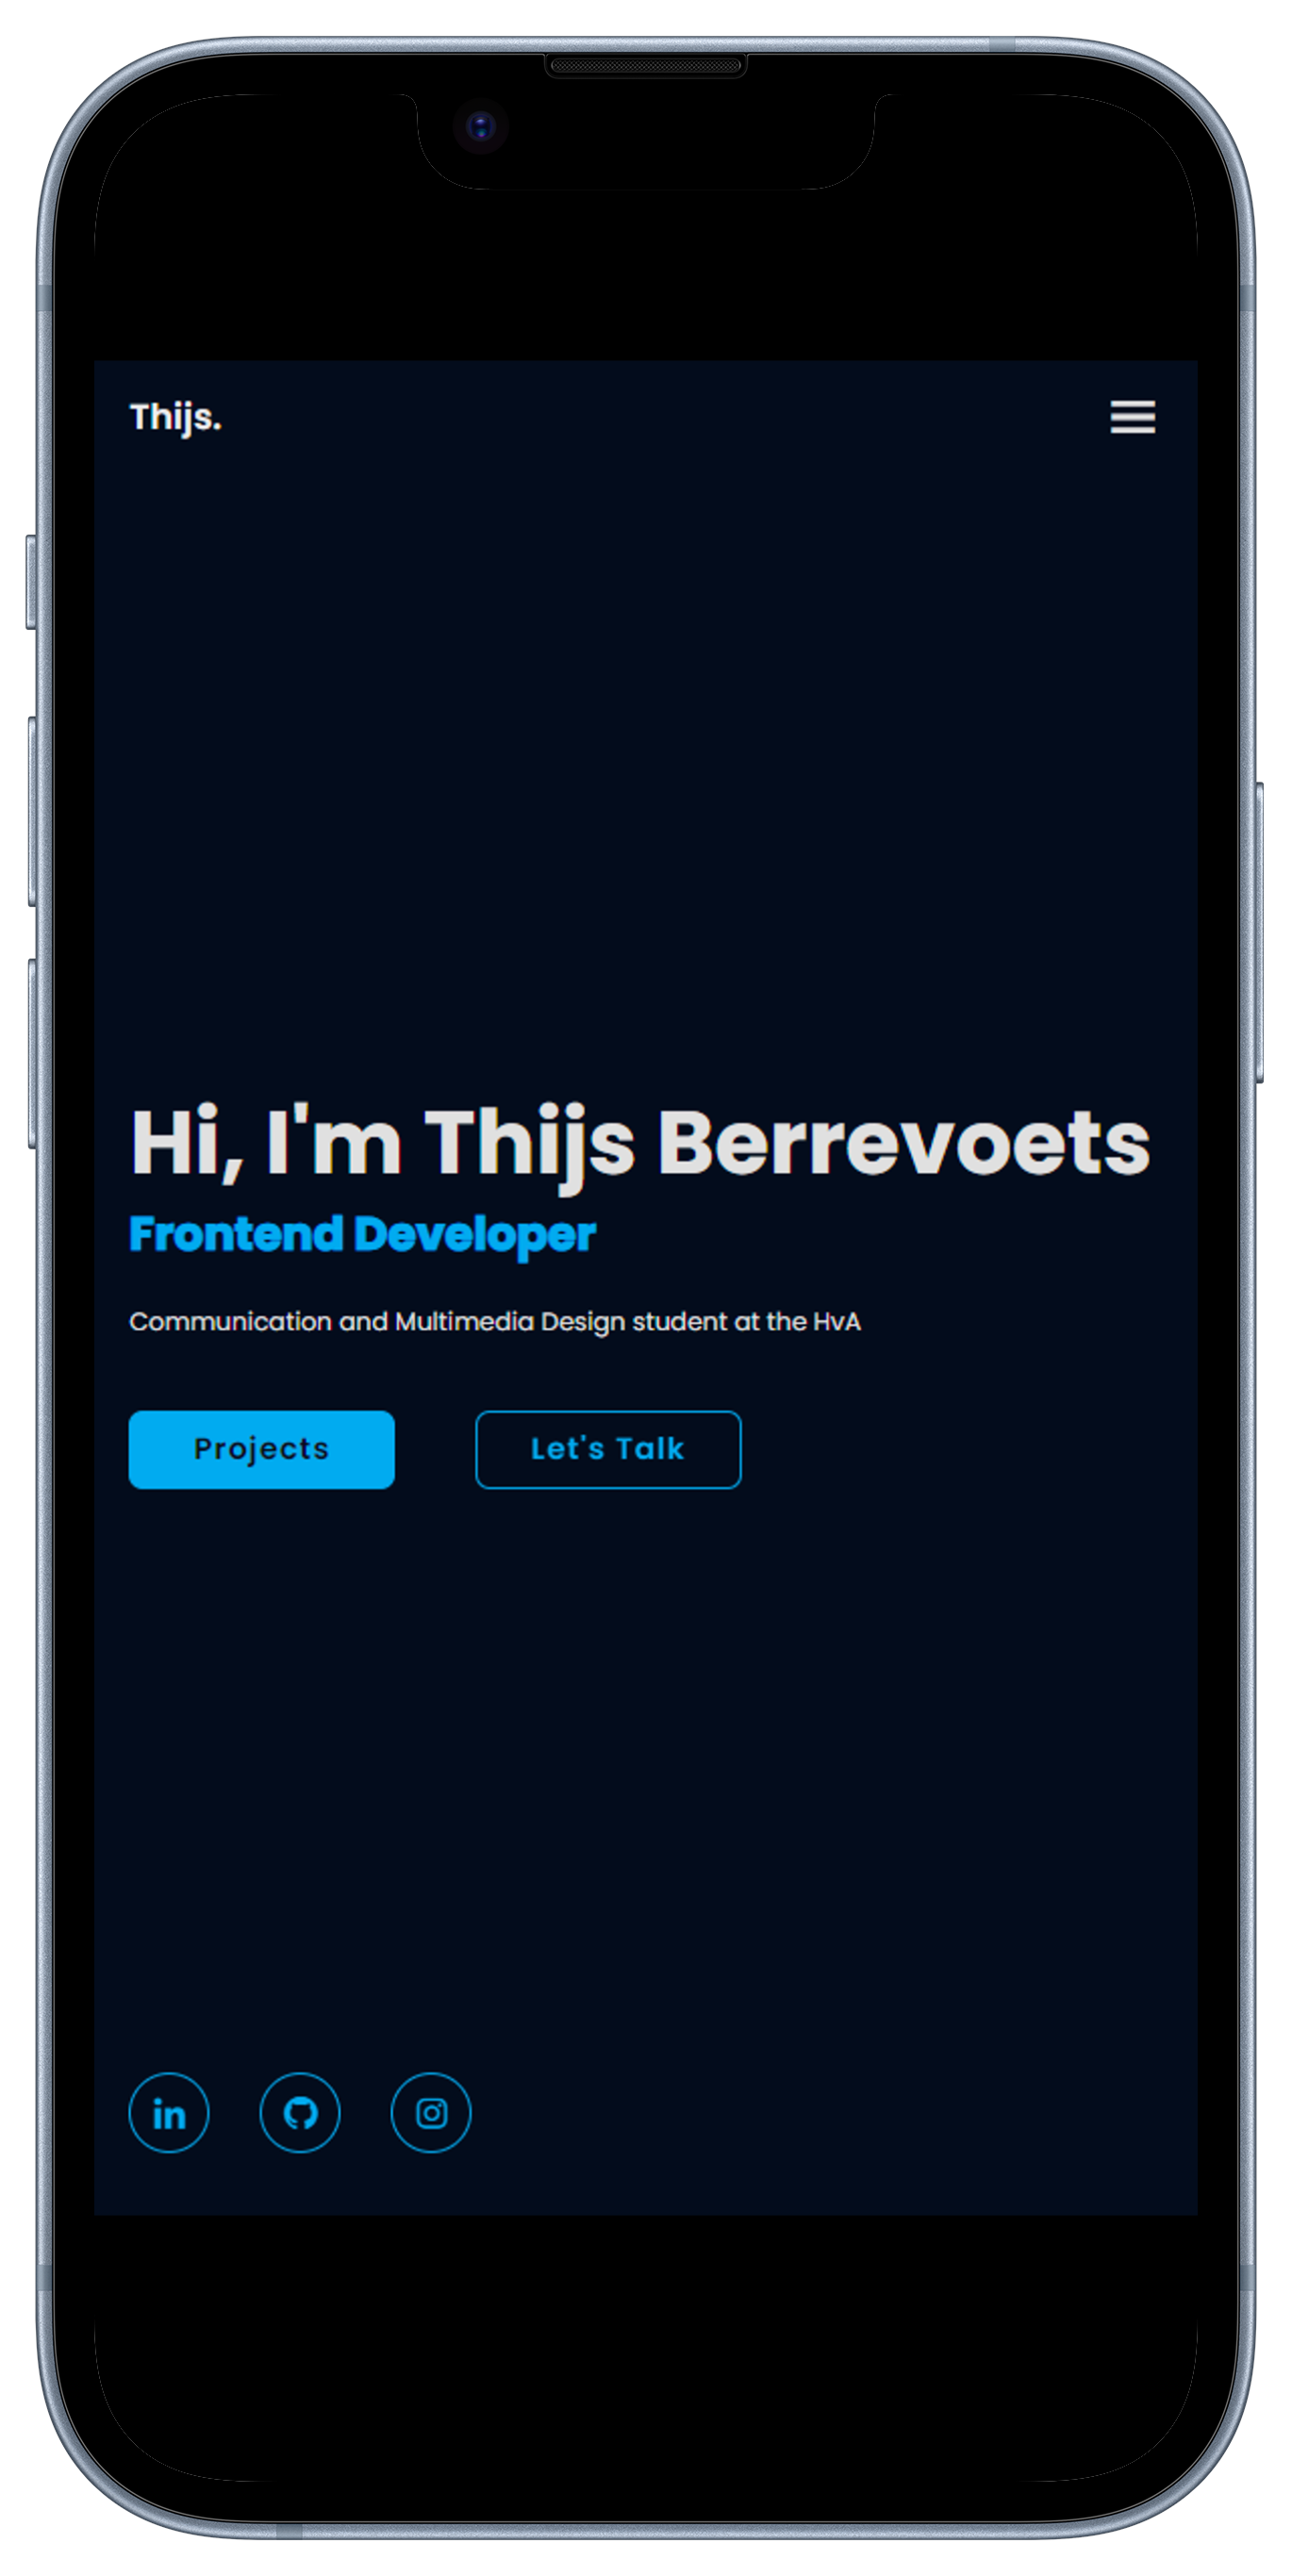 Thijs.
Hi, I'm Thijs Berrevoets
Frontend Developer
Communication and Multimedia Design student at the HvA
Projects
Let's Talk
in